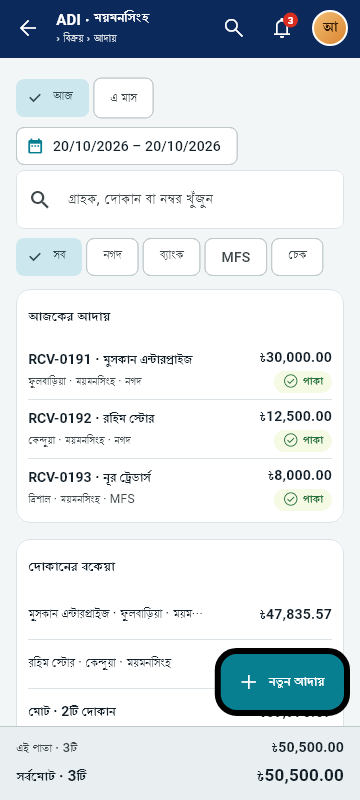 ADI · ময়মনসিংহ
› বিক্রয় › আদায়
3
আ
আজ
এ মাস
20/10/2026 – 20/10/2026
গ্রাহক, দোকান বা নম্বর খুঁজুন
সব
নগদ
ব্যাংক
MFS
চেক
আজকের আদায়
RCV-0191 · মুসকান এন্টারপ্রাইজ
৳30,000.00
ফুলবাড়িয়া · ময়মনসিংহ · নগদ
পাকা
RCV-0192 · রহিম স্টোর
৳12,500.00
কেন্দুয়া · ময়মনসিংহ · নগদ
পাকা
RCV-0193 · নূর ট্রেডার্স
৳8,000.00
ত্রিশাল · ময়মনসিংহ · MFS
পাকা
দোকানের বকেয়া
মুসকান এন্টারপ্রাইজ · ফুলবাড়িয়া · ময়ম…
৳47,835.57
রহিম স্টোর · কেন্দুয়া · ময়মনসিংহ
নতুন আদায়
মোট · 2টি দোকান
এই পাতা · 3টি
৳50,500.00
সর্বমোট · 3টি
৳50,500.00